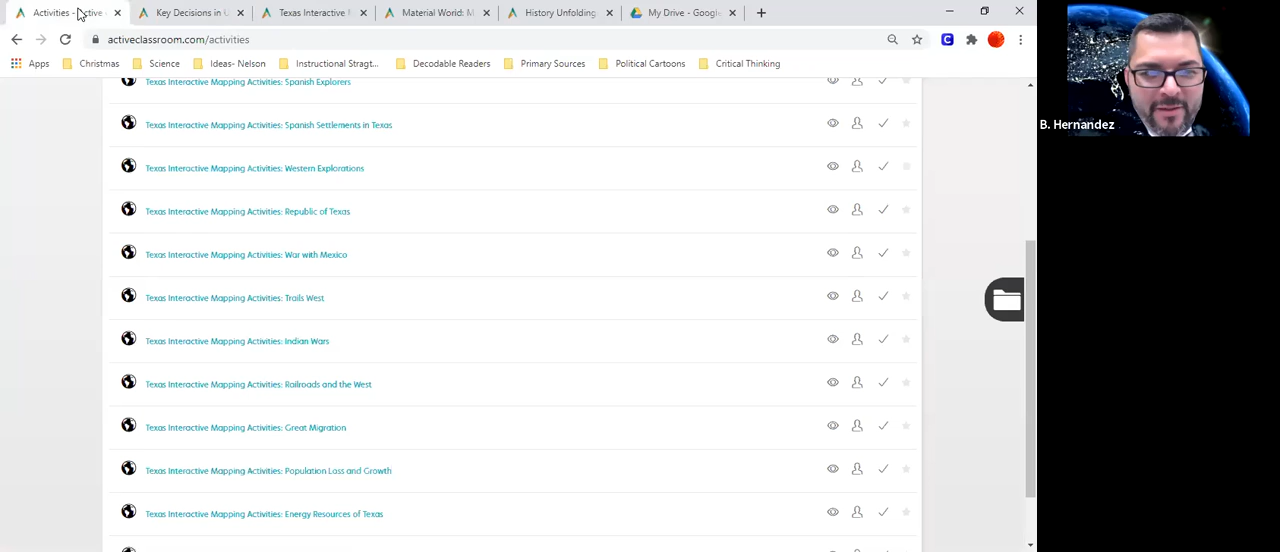 Activities - Active
Key Decisions in U
Texas Interactive
Material World: M
History Unfolding
My Drive - Google
activeclassroom.com/activities
Apps Christmas Science Ideas- Nelson Instructional Stragt... Decodable Readers Primary Sources Political Cartoons Critical Thinking
Texas Interactive Mapping Activities: Spanish Explorers
Texas Interactive Mapping Activities: Spanish Settlements in Texas
Texas Interactive Mapping Activities: Western Explorations
Texas Interactive Mapping Activities: Republic of Texas
Texas Interactive Mapping Activities: War with Mexico
Texas Interactive Mapping Activities: Trails West
Texas Interactive Mapping Activities: Indian Wars
Texas Interactive Mapping Activities: Railroads and the West
Texas Interactive Mapping Activities: Great Migration
Texas Interactive Mapping Activities: Population Loss and Growth
Texas Interactive Mapping Activities: Energy Resources of Texas
B. Hernandez